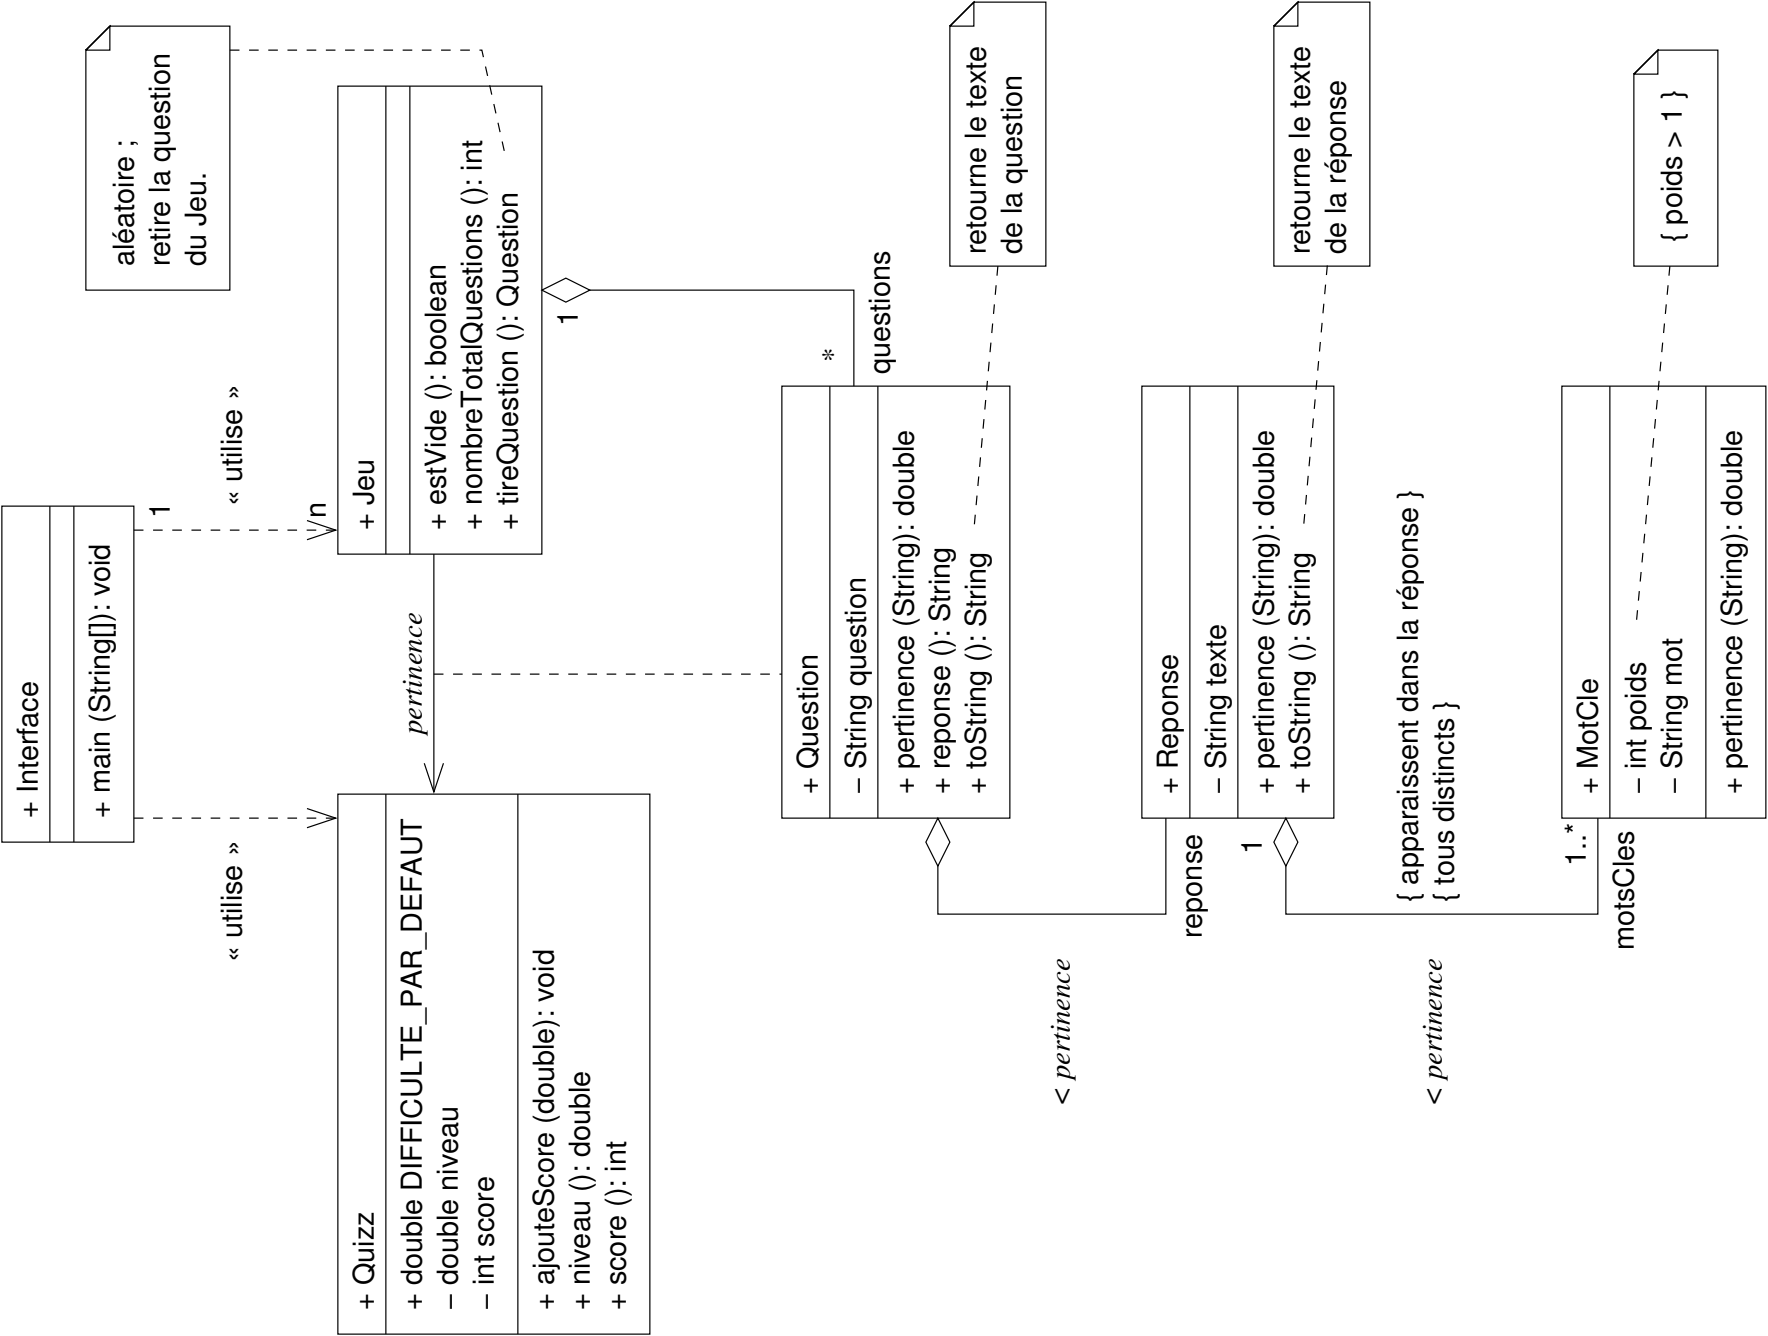 + Interface
+ main (String[]): void
« utilise »
« utilise »
1
n
aléatoire ;
retire la question
du Jeu.
+ Quizz
+ double DIFFICULTE_PAR_DEFAUT
− double niveau
− int score
+ ajouteScore (double): void
+ niveau (): double
+ score (): int
pertinence
+ Jeu
+ estVide (): boolean
+ nombreTotalQuestions (): int
+ tireQuestion (): Question
1
*
questions
+ Question
− String question
+ pertinence (String): double
+ reponse (): String
+ toString (): String
retourne le texte
de la question
< pertinence
reponse
+ Reponse
− String texte
+ pertinence (String): double
+ toString (): String
retourne le texte
de la réponse
1
{ apparaissent dans la réponse }
{ tous distincts }
< pertinence
1..*
motsCles
+ MotCle
− int poids
− String mot
+ pertinence (String): double
{ poids > 1 }